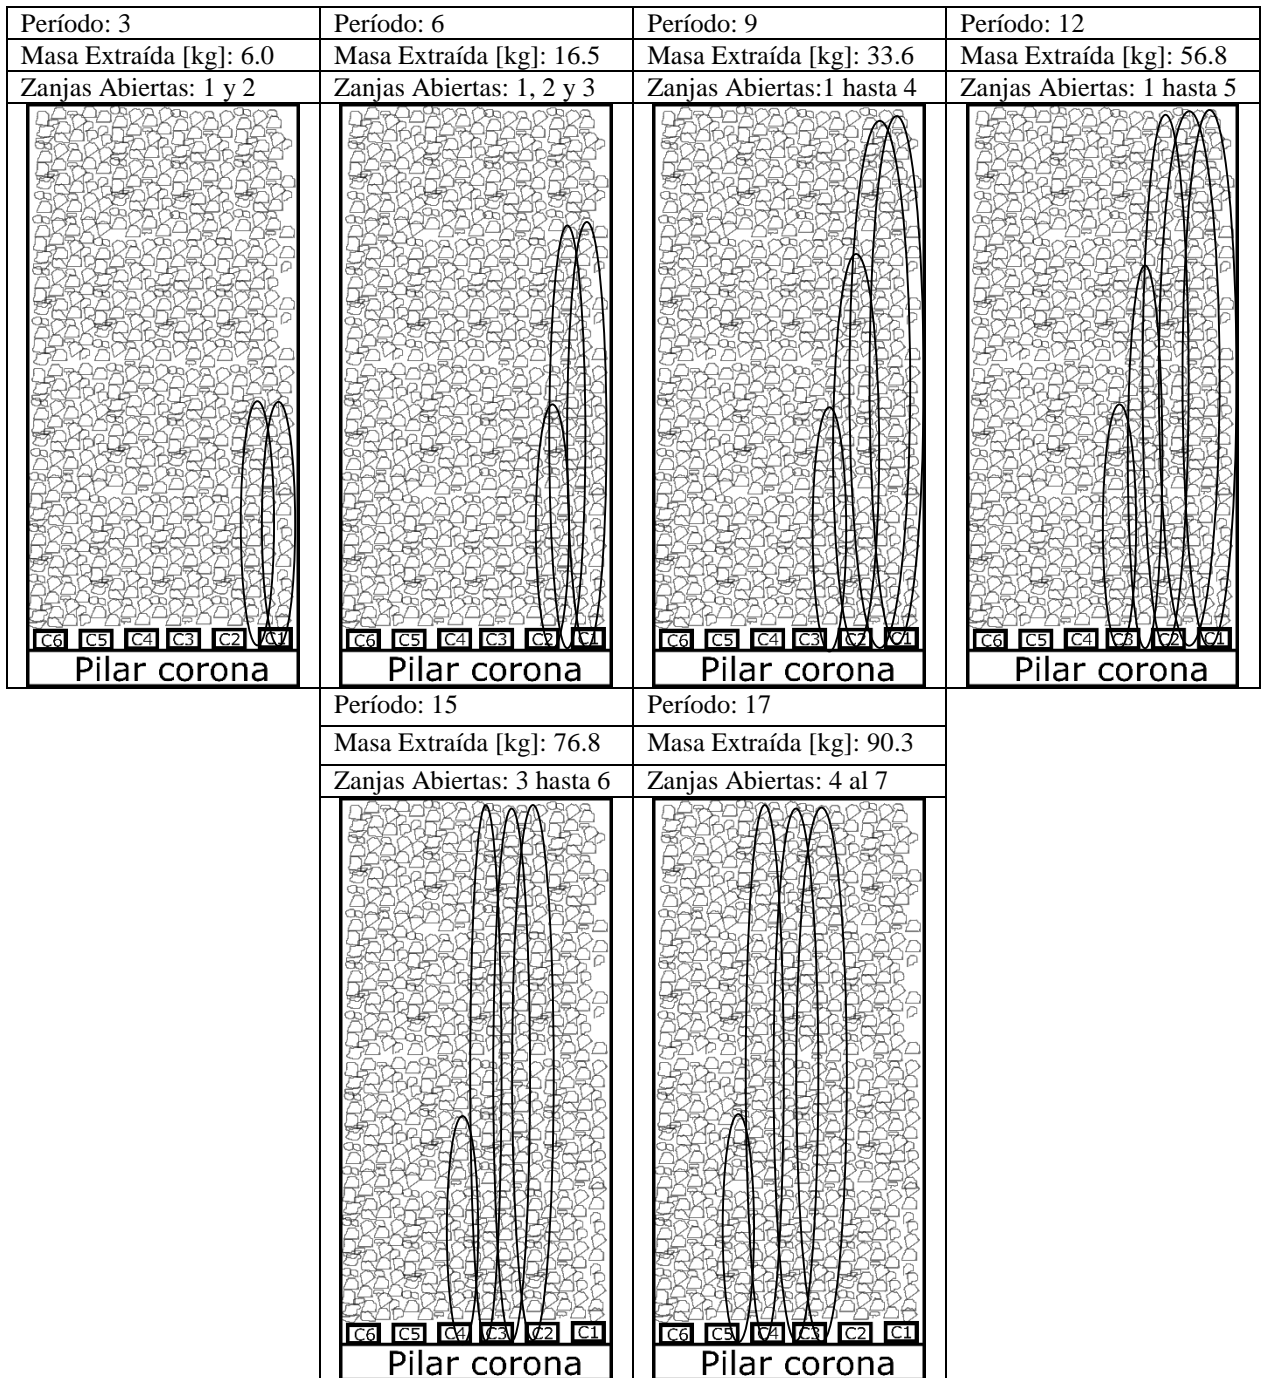 Período: 3
Masa Extraída [kg]: 6.0
Zanjas Abiertas: 1 y 2
C6 C5 C4 C3 C2 C1
Pilar corona
Período: 6
Masa Extraída [kg]: 16.5
Zanjas Abiertas: 1, 2 y 3
C6 C5 C4 C3 C2 C1
Pilar corona
Período: 9
Masa Extraída [kg]: 33.6
Zanjas Abiertas:1 hasta 4
C6 C5 C4 C3 C2 C1
Pilar corona
Período: 12
Masa Extraída [kg]: 56.8
Zanjas Abiertas: 1 hasta 5
C6 C5 C4 C3 C2 C1
Pilar corona
Período: 15
Masa Extraída [kg]: 76.8
Zanjas Abiertas: 3 hasta 6
C6 C5 C4 C3 C2 C1
Pilar corona
Período: 17
Masa Extraída [kg]: 90.3
Zanjas Abiertas: 4 al 7
C6 C5 C4 C3 C2 C1
Pilar corona